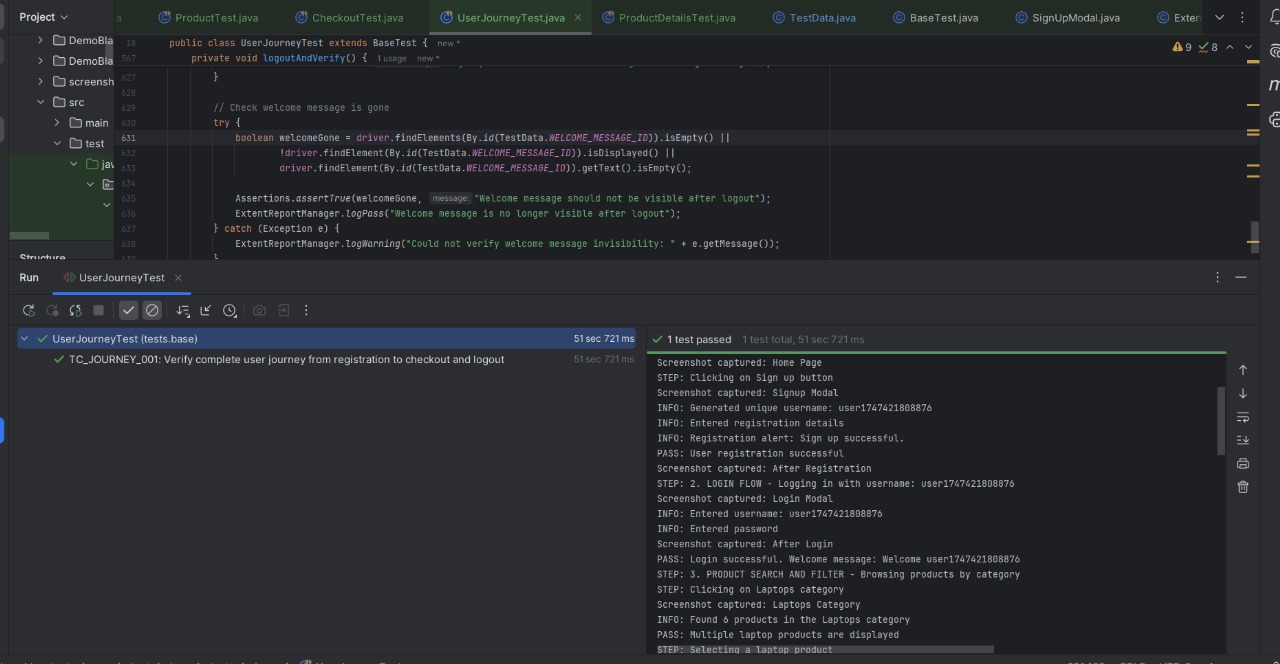 Project
ProductTest.java
CheckoutTest.java
UserJourneyTest.java
ProductDetailsTest.java
TestData.java
BaseTest.java
SignUpModal.java
Exten
DemoBla
DemoBla
screensh
src
main
test
jav
Structure
18 public class UserJourneyTest extends BaseTest { new *
567 private void logoutAndVerify() { 1 usage new *
9 8
627 }
628
629 // Check welcome message is gone
630 try {
631 boolean welcomeGone = driver.findElements(By.id(TestData.WELCOME_MESSAGE_ID)).isEmpty() ||
632 !driver.findElement(By.id(TestData.WELCOME_MESSAGE_ID)).isDisplayed() ||
633 driver.findElement(By.id(TestData.WELCOME_MESSAGE_ID)).getText().isEmpty();
634
635 Assertions.assertTrue(welcomeGone, message: "Welcome message should not be visible after logout");
636 ExtentReportManager.logPass("Welcome message is no longer visible after logout");
637 } catch (Exception e) {
638 ExtentReportManager.logWarning("Could not verify welcome message invisibility: " + e.getMessage());
639 }
Run UserJourneyTest
UserJourneyTest (tests.base) 51 sec 721 ms
TC_JOURNEY_001: Verify complete user journey from registration to checkout and logout 51 sec 721 ms
1 test passed 1 test total, 51 sec 721 ms
Screenshot captured: Home Page
STEP: Clicking on Sign up button
Screenshot captured: Signup Modal
INFO: Generated unique username: user1747421808876
INFO: Entered registration details
INFO: Registration alert: Sign up successful.
PASS: User registration successful
Screenshot captured: After Registration
STEP: 2. LOGIN FLOW - Logging in with username: user1747421808876
Screenshot captured: Login Modal
INFO: Entered username: user1747421808876
INFO: Entered password
Screenshot captured: After Login
PASS: Login successful. Welcome message: Welcome user1747421808876
STEP: 3. PRODUCT SEARCH AND FILTER - Browsing products by category
STEP: Clicking on Laptops category
Screenshot captured: Laptops Category
INFO: Found 6 products in the Laptops category
PASS: Multiple laptop products are displayed
STEP: Selecting a laptop product